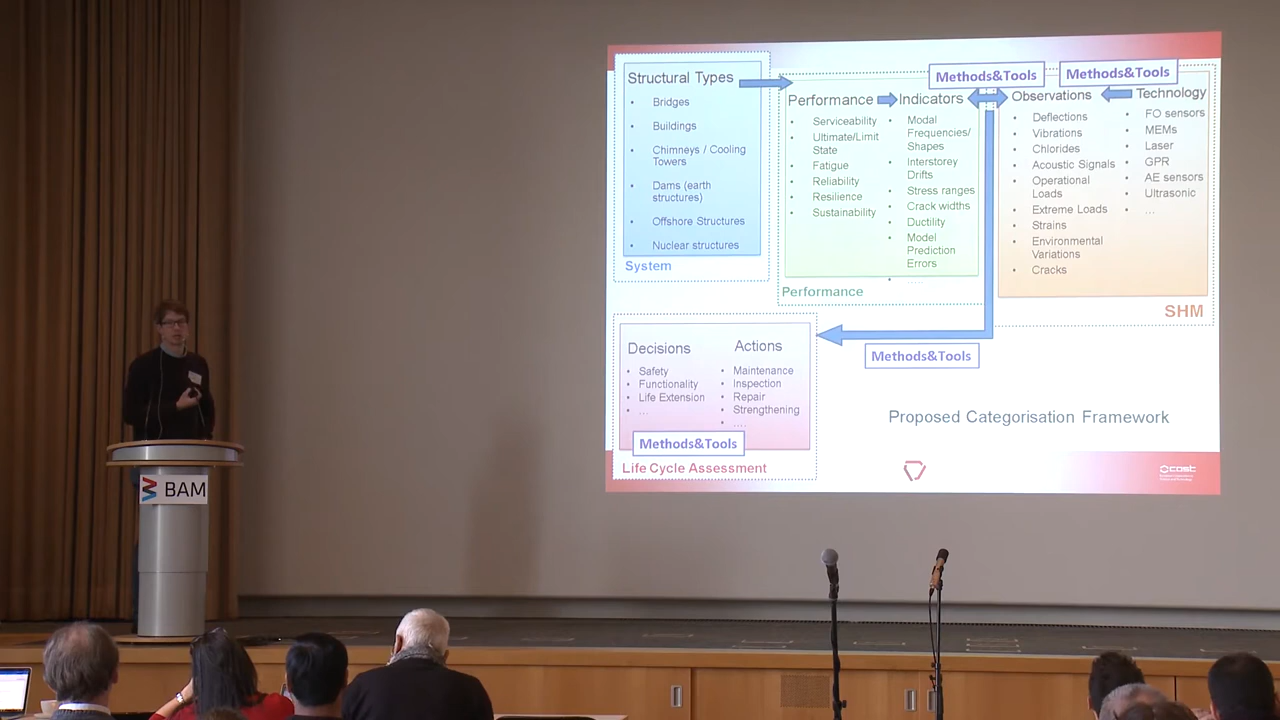 Structural Types
Bridges
Buildings
Chimneys / Cooling
Towers
Dams (earth
structures)
Offshore Structures
Nuclear structures
System
Performance
Serviceability
Ultimate/Limit
State
Fatigue
Reliability
Resilience
Sustainability
Indicators
Modal
Frequencies/
Shapes
Interstorey
Drifts
Stress ranges
Crack widths
Ductility
Model
Prediction
Errors
.....
Performance
Methods&Tools
Methods&Tools
Observations
Deflections
Vibrations
Chlorides
Acoustic Signals
Operational
Loads
Extreme Loads
Strains
Environmental
Variations
Cracks
Technology
FO sensors
MEMs
Laser
GPR
AE sensors
Ultrasonic
...
SHM
Methods&Tools
Decisions
Safety
Functionality
Life Extension
...
Actions
Maintenance
Inspection
Repair
Strengthening
....
Methods&Tools
Life Cycle Assessment
Proposed Categorisation Framework
cost
BAM